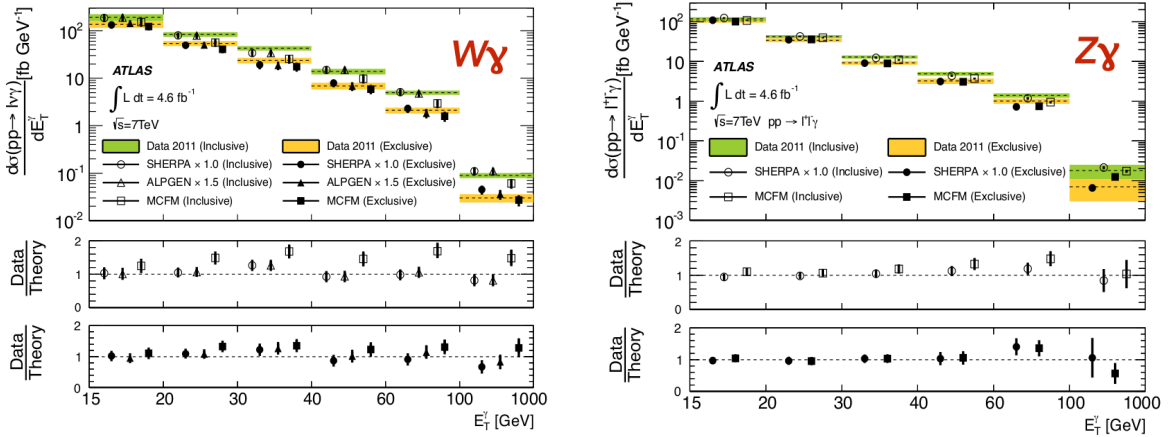 dσ(pp→ lνγ)/dE_T^γ [fb GeV⁻¹]
10²
10
1
10⁻¹
10⁻²
Wγ
ATLAS
∫ L dt = 4.6 fb⁻¹
√s=7TeV
Data 2011 (Inclusive)
Data 2011 (Exclusive)
SHERPA × 1.0 (Inclusive)
SHERPA × 1.0 (Exclusive)
ALPGEN × 1.5 (Inclusive)
ALPGEN × 1.5 (Exclusive)
MCFM (Inclusive)
MCFM (Exclusive)
Data
Theory
2
1
0
Data
Theory
2
1
0
15 20 30 40 60 100 1000
E_T^γ [GeV]
dσ(pp→ l⁺l⁻γ)/dE_T^γ [fb GeV⁻¹]
10²
10
1
10⁻¹
10⁻²
10⁻³
Zγ
ATLAS
∫ L dt = 4.6 fb⁻¹
√s=7TeV pp→ l⁺l⁻γ
Data 2011 (Inclusive)
Data 2011 (Exclusive)
SHERPA × 1.0 (Inclusive)
SHERPA × 1.0 (Exclusive)
MCFM (Inclusive)
MCFM (Exclusive)
Data
Theory
2
1
0
Data
Theory
2
1
0
15 20 30 40 60 100 1000
E_T^γ [GeV]